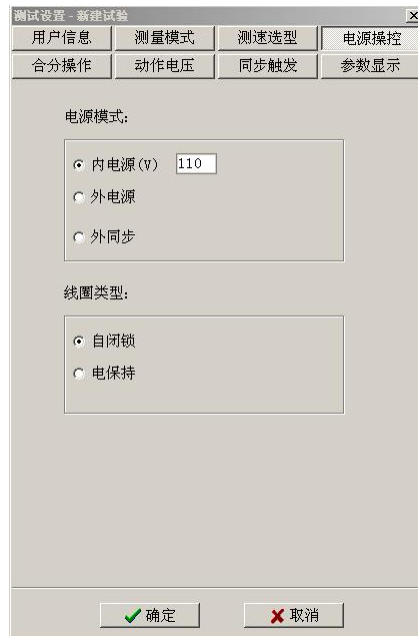 测试设置 - 新建试验
用户信息 测量模式 测速选型 电源操控
合分操作 动作电压 同步触发 参数显示
电源模式:
内电源(V) 110
外电源
外同步
线圈类型:
自闭锁
电保持
确定 取消